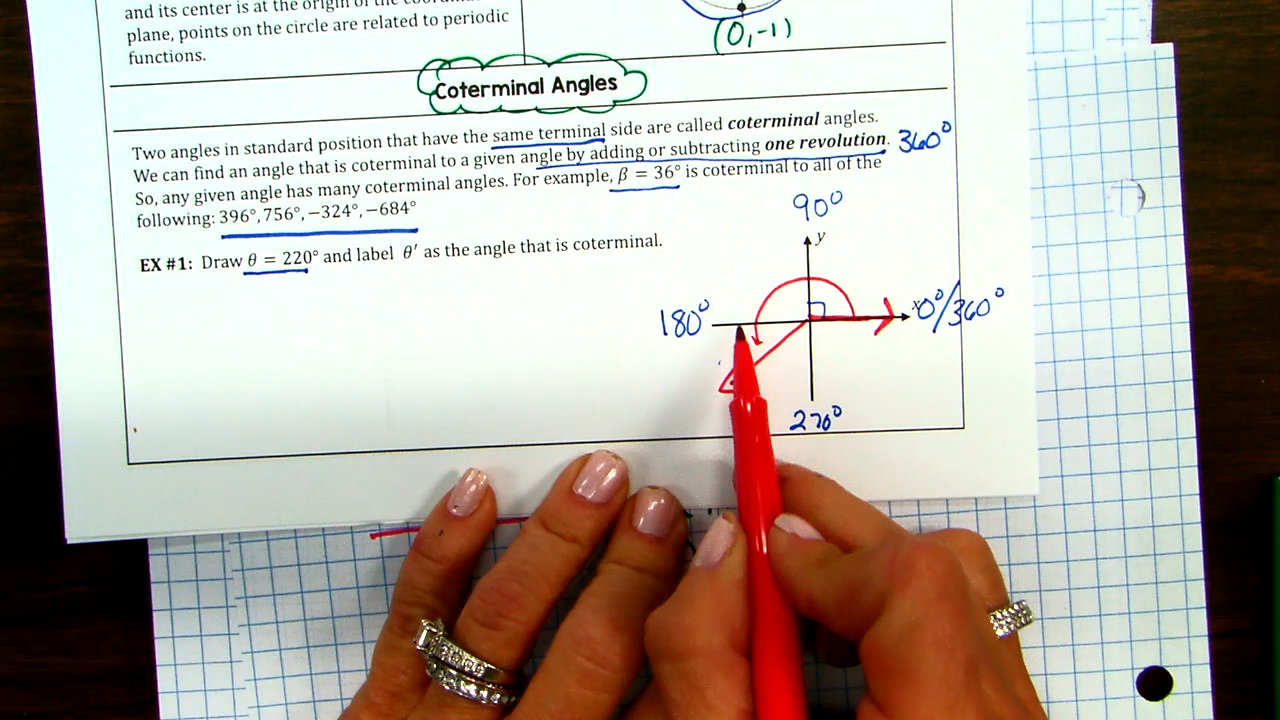 and its center is at the origin of the
plane, points on the circle are related to periodic
functions.
(0,-1)
Coterminal Angles
Two angles in standard position that have the same terminal side are called coterminal angles.
We can find an angle that is coterminal to a given angle by adding or subtracting one revolution. 360°
So, any given angle has many coterminal angles. For example, β = 36° is coterminal to all of the
following: 396°, 756°, −324°, −684°
EX #1: Draw θ = 220° and label θ′ as the angle that is coterminal.
90°
y
180°
x
0°/360°
270°